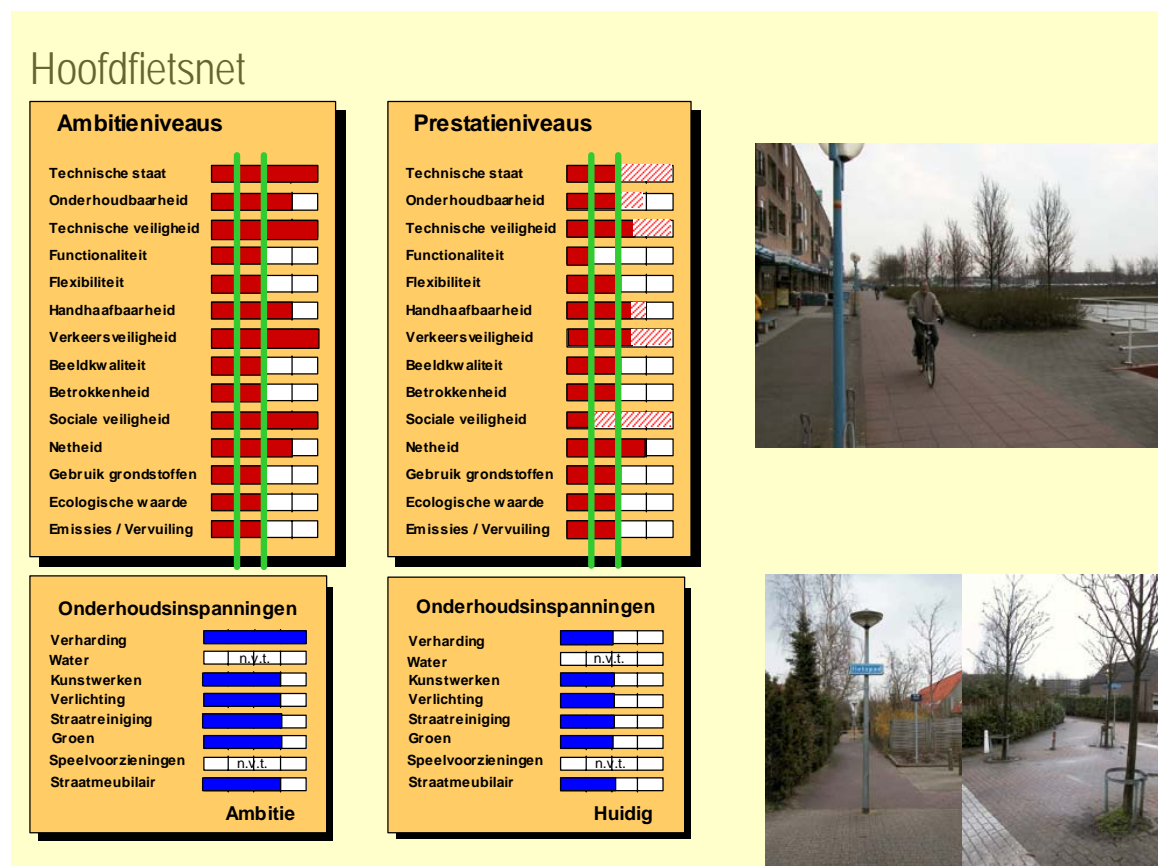 Hoofdfietsnet
Ambitieniveaus
Technische staat
Onderhoudbaarheid
Technische veiligheid
Functionaliteit
Flexibiliteit
Handhaafbaarheid
Verkeersveiligheid
Beeldkwaliteit
Betrokkenheid
Sociale veiligheid
Netheid
Gebruik grondstoffen
Ecologische waarde
Emissies / Vervuiling
Prestatieniveaus
Technische staat
Onderhoudbaarheid
Technische veiligheid
Functionaliteit
Flexibiliteit
Handhaafbaarheid
Verkeersveiligheid
Beeldkwaliteit
Betrokkenheid
Sociale veiligheid
Netheid
Gebruik grondstoffen
Ecologische waarde
Emissies / Vervuiling
Onderhoudsinspanningen
Verharding
Water n.v.t.
Kunstwerken
Verlichting
Straatreiniging
Groen
Speelvoorzieningen n.v.t.
Straatmeubilair
Ambitie
Onderhoudsinspanningen
Verharding
Water n.v.t.
Kunstwerken
Verlichting
Straatreiniging
Groen
Speelvoorzieningen n.v.t.
Straatmeubilair
Huidig
fietspad